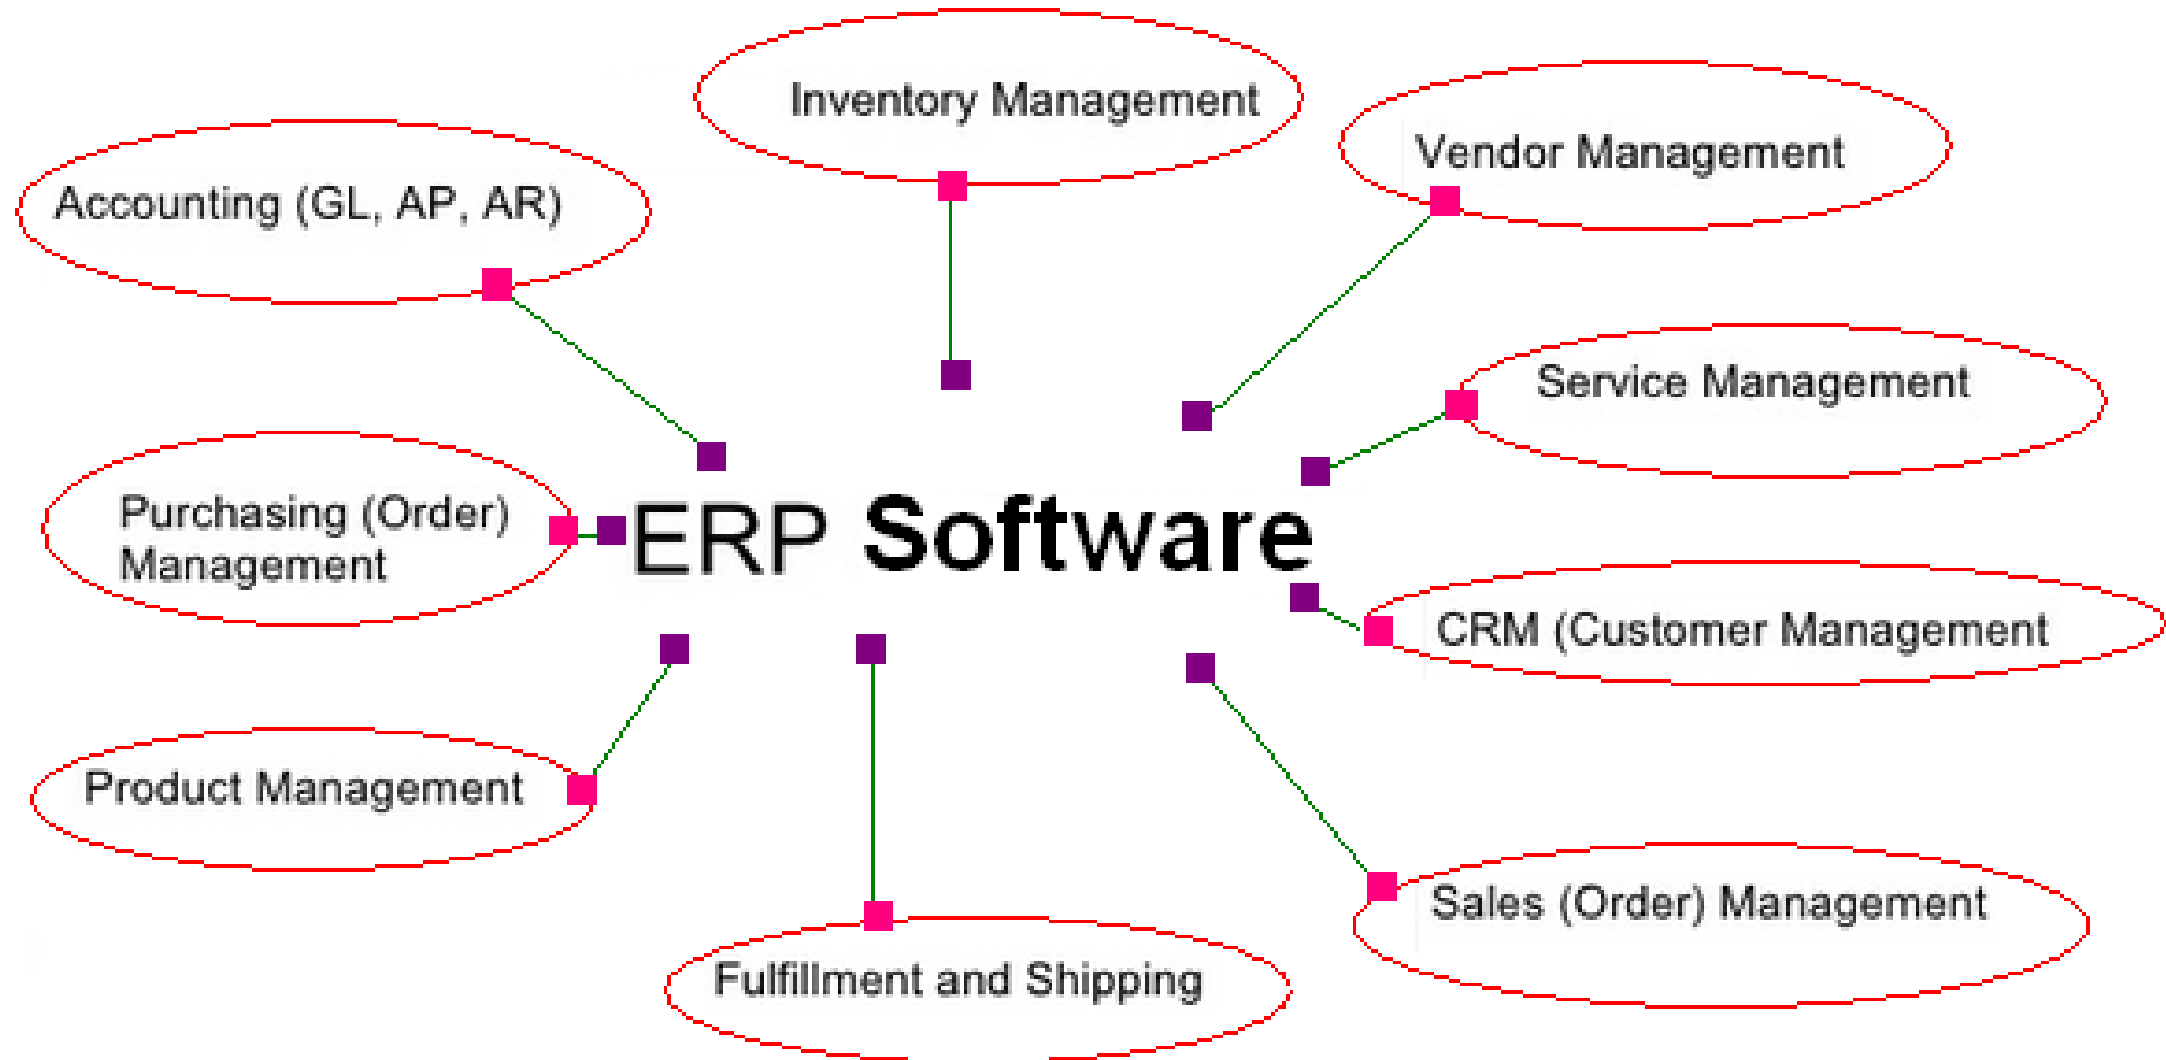 Inventory Management
Vendor Management
Accounting (GL, AP, AR)
Service Management
Purchasing (Order)
Management
ERP Software
CRM (Customer Management
Product Management
Sales (Order) Management
Fulfillment and Shipping